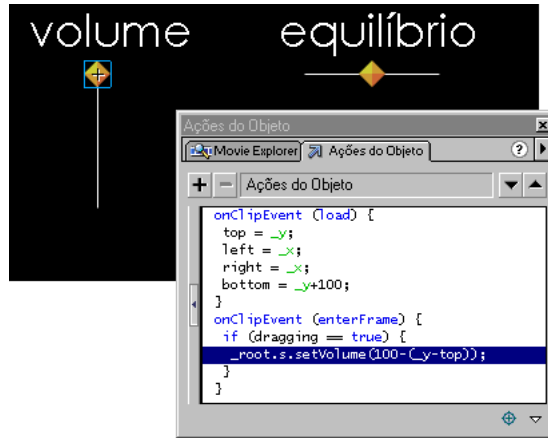 volume equilíbrio
Ações do Objeto
Movie Explorer Ações do Objeto ?
+ - Ações do Objeto
onClipEvent (load) {
top = _y;
left = _x;
right = _x;
bottom = _y+100;
}
onClipEvent (enterFrame) {
if (dragging == true) {
_root.s.setVolume(100-(_y-top));
}
}